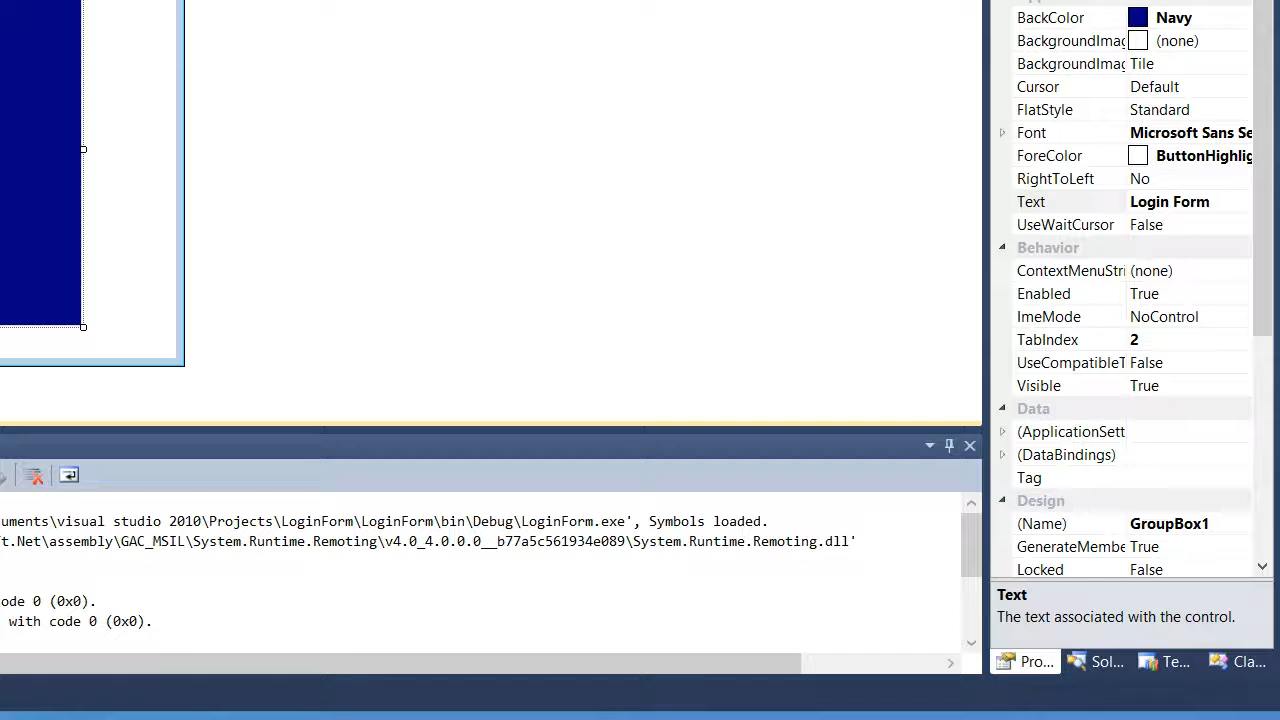 BackColor Navy
BackgroundImag (none)
BackgroundImag Tile
Cursor Default
FlatStyle Standard
Font Microsoft Sans Se
ForeColor ButtonHighlig
RightToLeft No
Text Login Form
UseWaitCursor False
Behavior
ContextMenuStri (none)
Enabled True
ImeMode NoControl
TabIndex 2
UseCompatibleT False
Visible True
Data
(ApplicationSett
(DataBindings)
Tag
Design
(Name) GroupBox1
GenerateMembe True
Locked False
Text
The text associated with the control.
Pro... Sol... Te... Cla...
uments\visual studio 2010\Projects\LoginForm\LoginForm\bin\Debug\LoginForm.exe', Symbols loaded.
t.Net\assembly\GAC_MSIL\System.Runtime.Remoting\v4.0_4.0.0.0__b77a5c561934e089\System.Runtime.Remoting.dll'
ode 0 (0x0).
with code 0 (0x0).